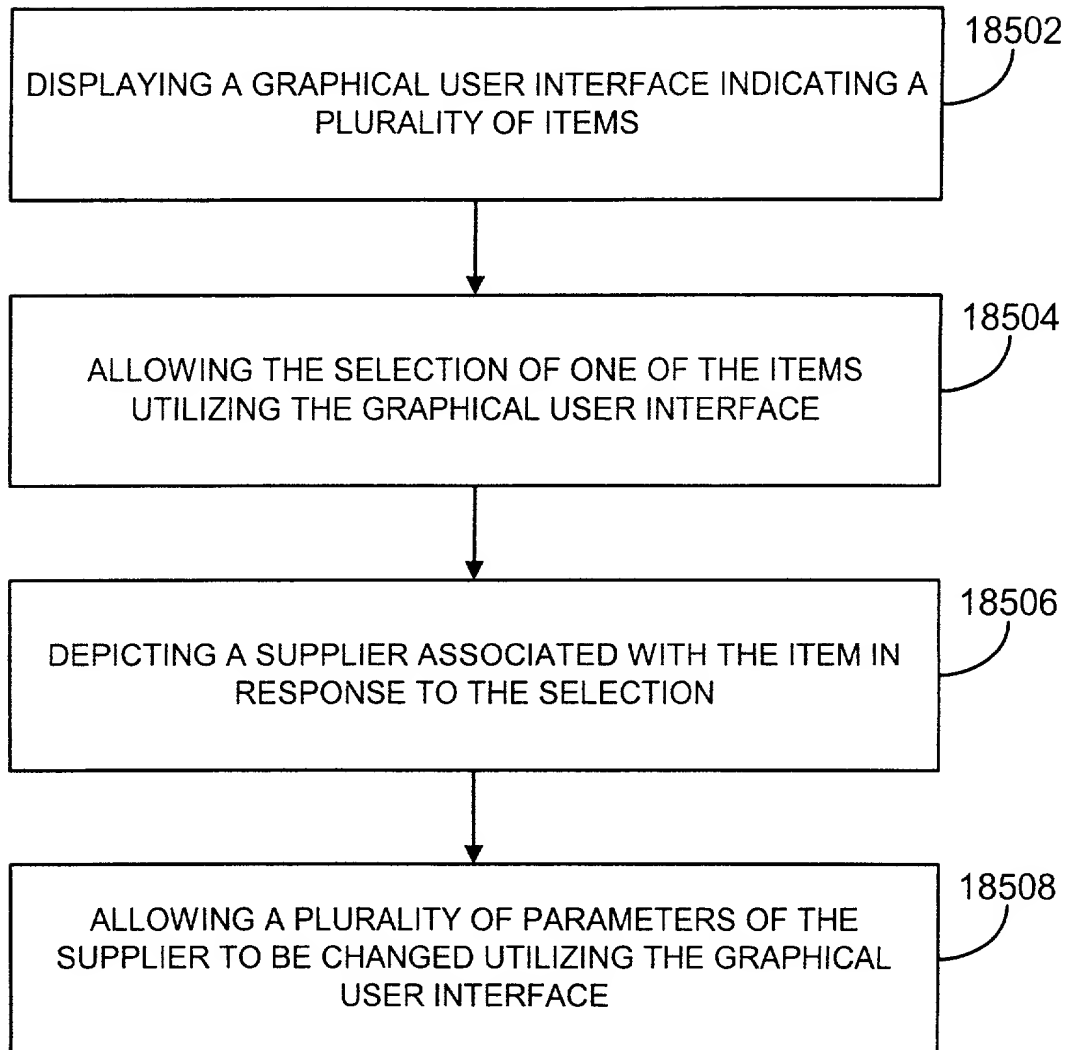 18502
DISPLAYING A GRAPHICAL USER INTERFACE INDICATING A
PLURALITY OF ITEMS
18504
ALLOWING THE SELECTION OF ONE OF THE ITEMS
UTILIZING THE GRAPHICAL USER INTERFACE
18506
DEPICTING A SUPPLIER ASSOCIATED WITH THE ITEM IN
RESPONSE TO THE SELECTION
18508
ALLOWING A PLURALITY OF PARAMETERS OF THE
SUPPLIER TO BE CHANGED UTILIZING THE GRAPHICAL
USER INTERFACE